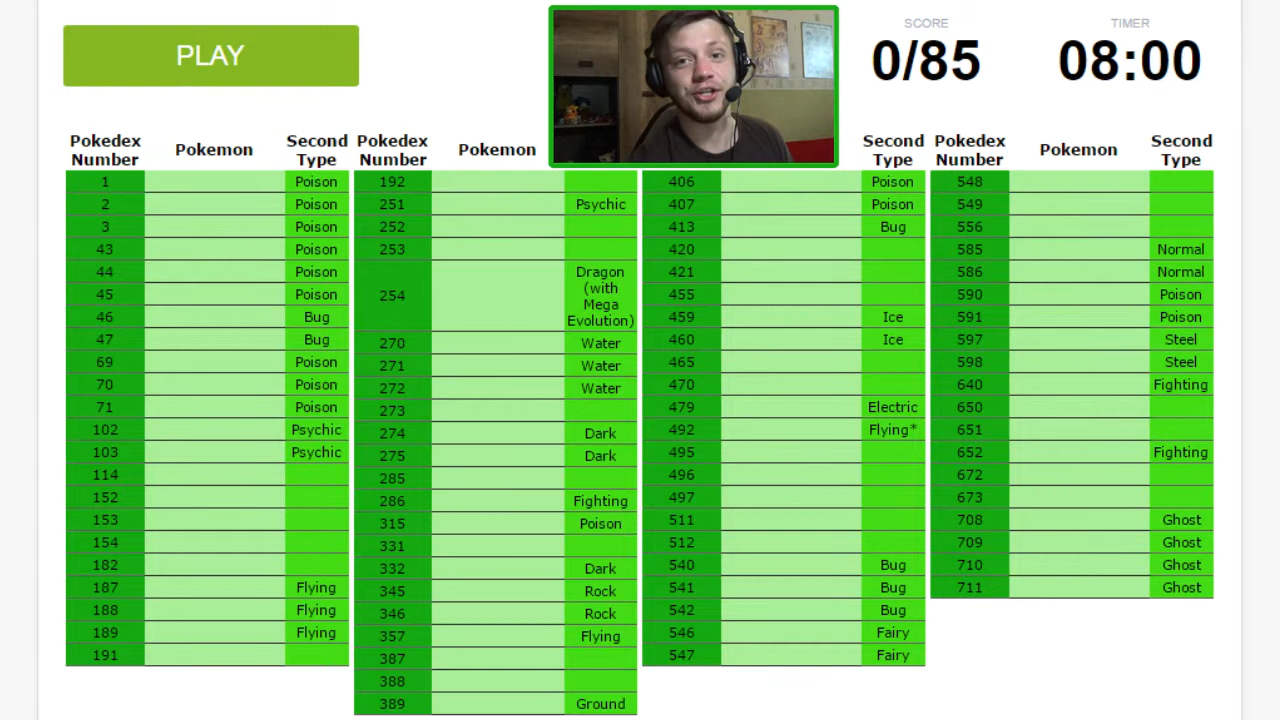 PLAY
SCORE
0/85
TIMER
08:00
Pokedex Number Pokemon Second Type
1 Poison
2 Poison
3 Poison
43 Poison
44 Poison
45 Poison
46 Bug
47 Bug
69 Poison
70 Poison
71 Poison
102 Psychic
103 Psychic
114
152
153
154
182
187 Flying
188 Flying
189 Flying
191
Pokedex Number Pokemon
192
251 Psychic
252
253
254 Dragon (with Mega Evolution)
270 Water
271 Water
272 Water
273
274 Dark
275 Dark
285
286 Fighting
315 Poison
331
332 Dark
345 Rock
346 Rock
357 Flying
387
388
389 Ground
Second Type
406 Poison
407 Poison
413 Bug
420
421
455
459 Ice
460 Ice
465
470
479 Electric
492 Flying*
495
496
497
511
512
540 Bug
541 Bug
542 Bug
546 Fairy
547 Fairy
Pokedex Number Pokemon Second Type
548
549
556
585 Normal
586 Normal
590 Poison
591 Poison
597 Steel
598 Steel
640 Fighting
650
651
652 Fighting
672
673
708 Ghost
709 Ghost
710 Ghost
711 Ghost